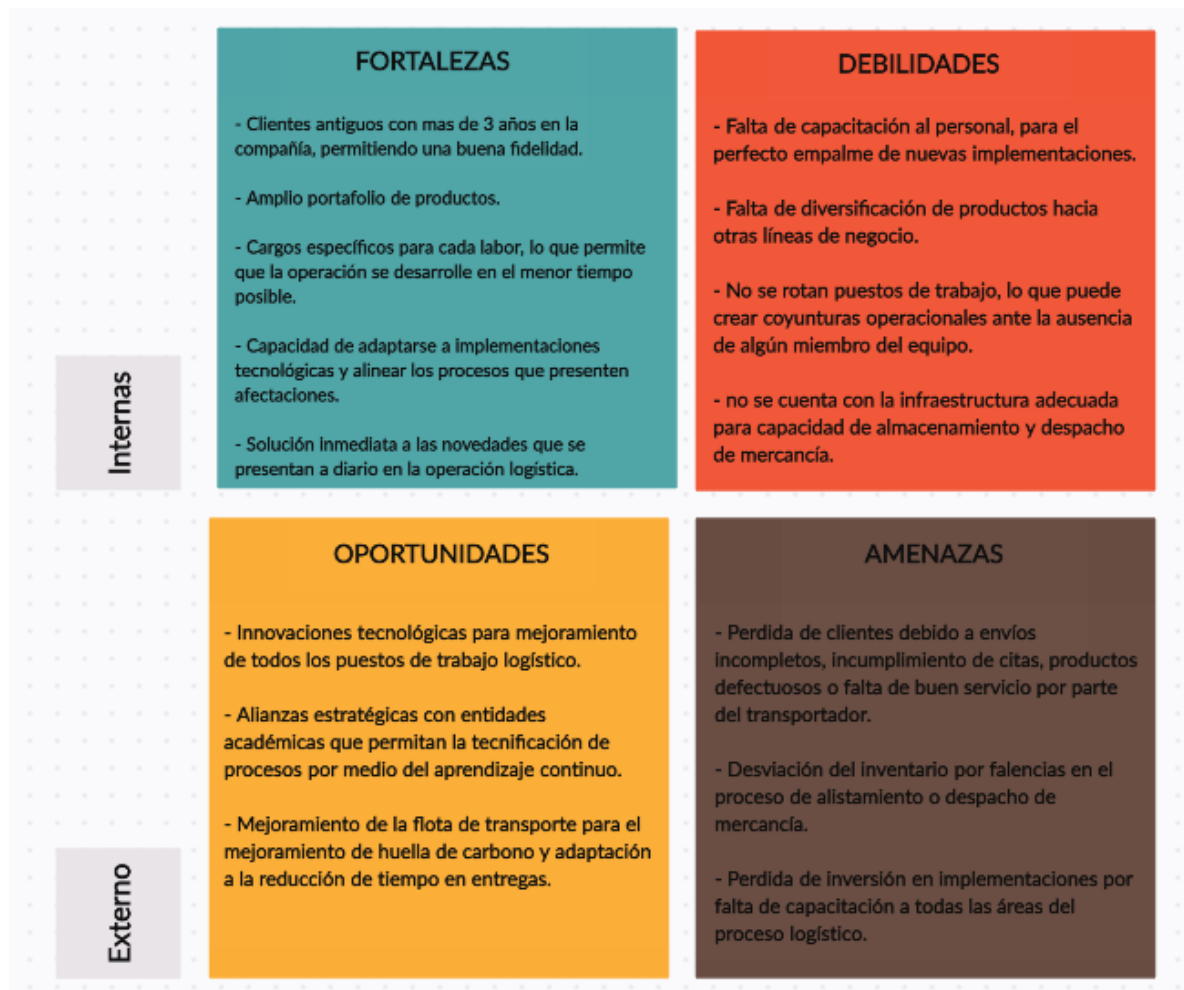 FORTALEZAS
- Clientes antiguos con mas de 3 años en la
compañía, permitiendo una buena fidelidad.
- Amplio portafolio de productos.
- Cargos específicos para cada labor, lo que permite
que la operación se desarrolle en el menor tiempo
posible.
- Capacidad de adaptarse a implementaciones
tecnológicas y alinear los procesos que presenten
afectaciones.
- Solución inmediata a las novedades que se
presentan a diario en la operación logística.
DEBILIDADES
- Falta de capacitación al personal, para el
perfecto empalme de nuevas implementaciones.
- Falta de diversificación de productos hacia
otras líneas de negocio.
- No se rotan puestos de trabajo, lo que puede
crear coyunturas operacionales ante la ausencia
de algún miembro del equipo.
- no se cuenta con la infraestructura adecuada
para capacidad de almacenamiento y despacho
de mercancía.
Internas
OPORTUNIDADES
- Innovaciones tecnológicas para mejoramiento
de todos los puestos de trabajo logístico.
- Alianzas estratégicas con entidades
académicas que permitan la tecnificación de
procesos por medio del aprendizaje continuo.
- Mejoramiento de la flota de transporte para el
mejoramiento de huella de carbono y adaptación
a la reducción de tiempo en entregas.
AMENAZAS
- Perdida de clientes debido a envíos
incompletos, incumplimiento de citas, productos
defectuosos o falta de buen servicio por parte
del transportador.
- Desviación del inventario por falencias en el
proceso de alistamiento o despacho de
mercancía.
- Perdida de inversión en implementaciones por
falta de capacitación a todas las áreas del
proceso logístico.
Externo